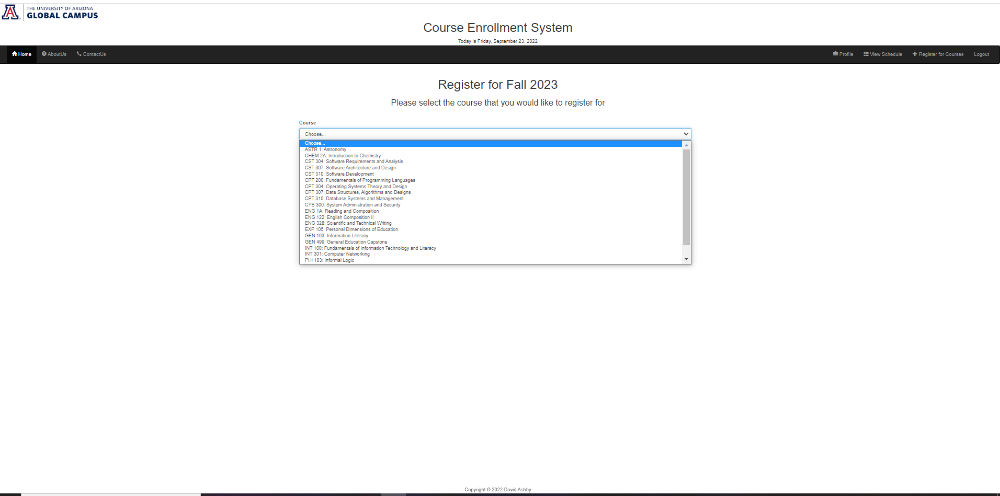 THE UNIVERSITY OF ARIZONA
GLOBAL CAMPUS
Course Enrollment System
Today is Friday, September 23, 2022
Home AboutUs ContactUs Profile View Schedule Register for Courses Logout
Register for Fall 2023
Please select the course that you would like to register for
Course
Choose...
Choose...
ASTR 1: Astronomy
CHEM 2A: Introduction to Chemistry
CST 304: Software Requirements and Analysis
CST 307: Software Architecture and Design
CST 310: Software Development
CPT 200: Fundamentals of Programming Languages
CPT 304: Operating Systems Theory and Design
CPT 307: Data Structures, Algorithms and Designs
CPT 310: Database Systems and Management
CYB 300: System Administration and Security
ENG 1A: Reading and Composition
ENG 122: English Composition II
ENG 328: Scientific and Technical Writing
EXP 105: Personal Dimensions of Education
GEN 103: Information Literacy
GEN 499: General Education Capstone
INT 100: Fundamentals of Information Technology and Literacy
INT 301: Computer Networking
PHI 103: Informal Logic
Copyright © 2022 David Ashby